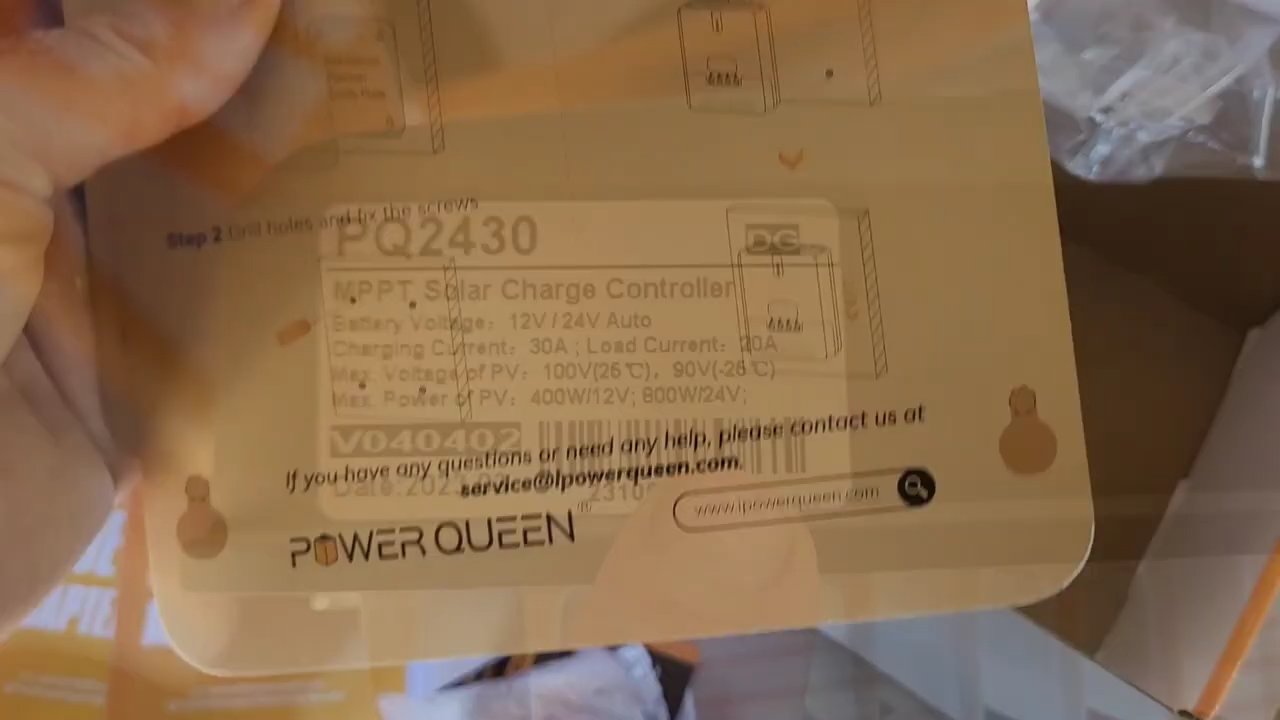 Step 2 Drill holes and fix the screws
PQ2430
DG
MPPT Solar Charge Controller
Battery Voltage: 12V/24V Auto
Charging Current: 30A; Load Current: 20A
Max. Voltage of PV: 100V(25℃), 90V(-25℃)
Max. Power of PV: 400W/12V; 800W/24V;
V040402
If you have any questions or need any help, please contact us at
service@lpowerqueen.com.
www.lpowerqueen.com
POWER QUEEN®